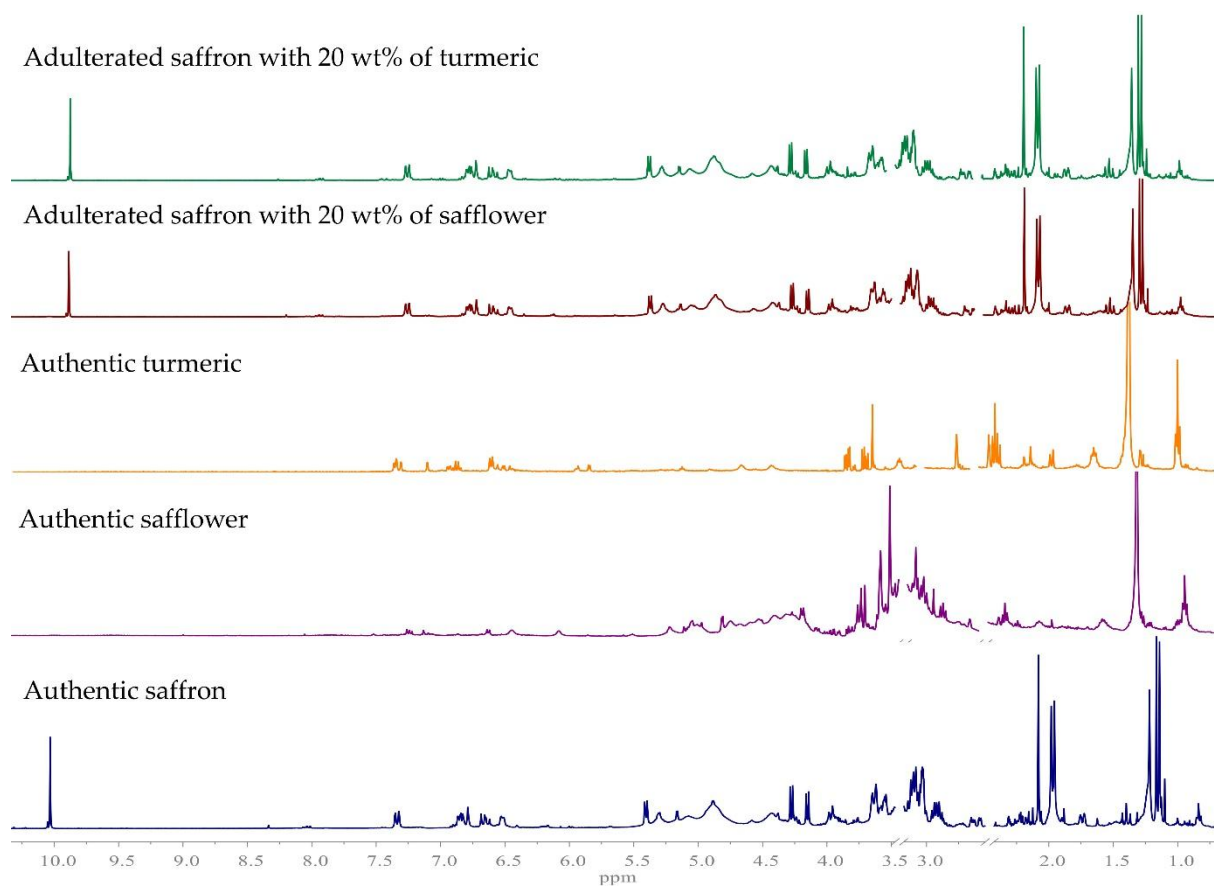 Adulterated saffron with 20 wt% of turmeric
Adulterated saffron with 20 wt% of safflower
Authentic turmeric
Authentic safflower
Authentic saffron
10.0 9.5 9.0 8.5 8.0 7.5 7.0 6.5 6.0 5.5 5.0 4.5 4.0 3.5 3.0 2.0 1.5 1.0
ppm